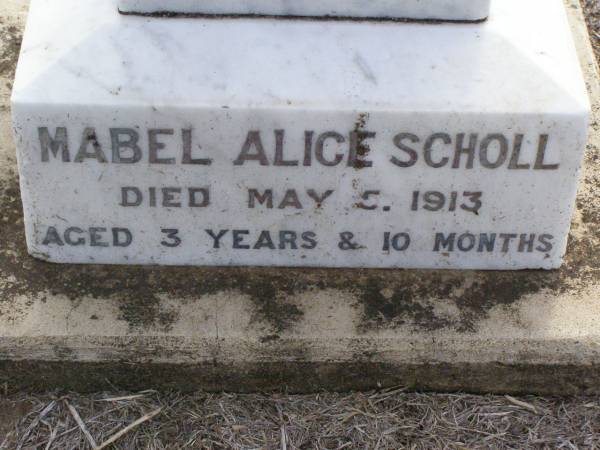 MABEL ALICE SCHOLL
DIED MAY 5. 1913
AGED 3 YEARS & 10 MONTHS